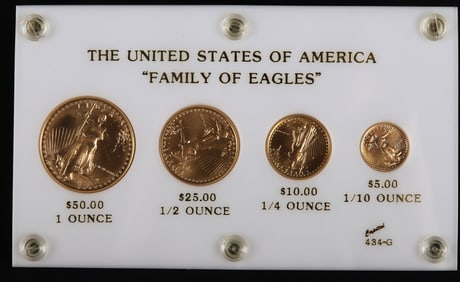 THE UNITED STATES OF AMERICA
"FAMILY OF EAGLES"
$50.00
1 OUNCE
$25.00
1/2 OUNCE
$10.00
1/4 OUNCE
$5.00
1/10 OUNCE
Capital
434-G